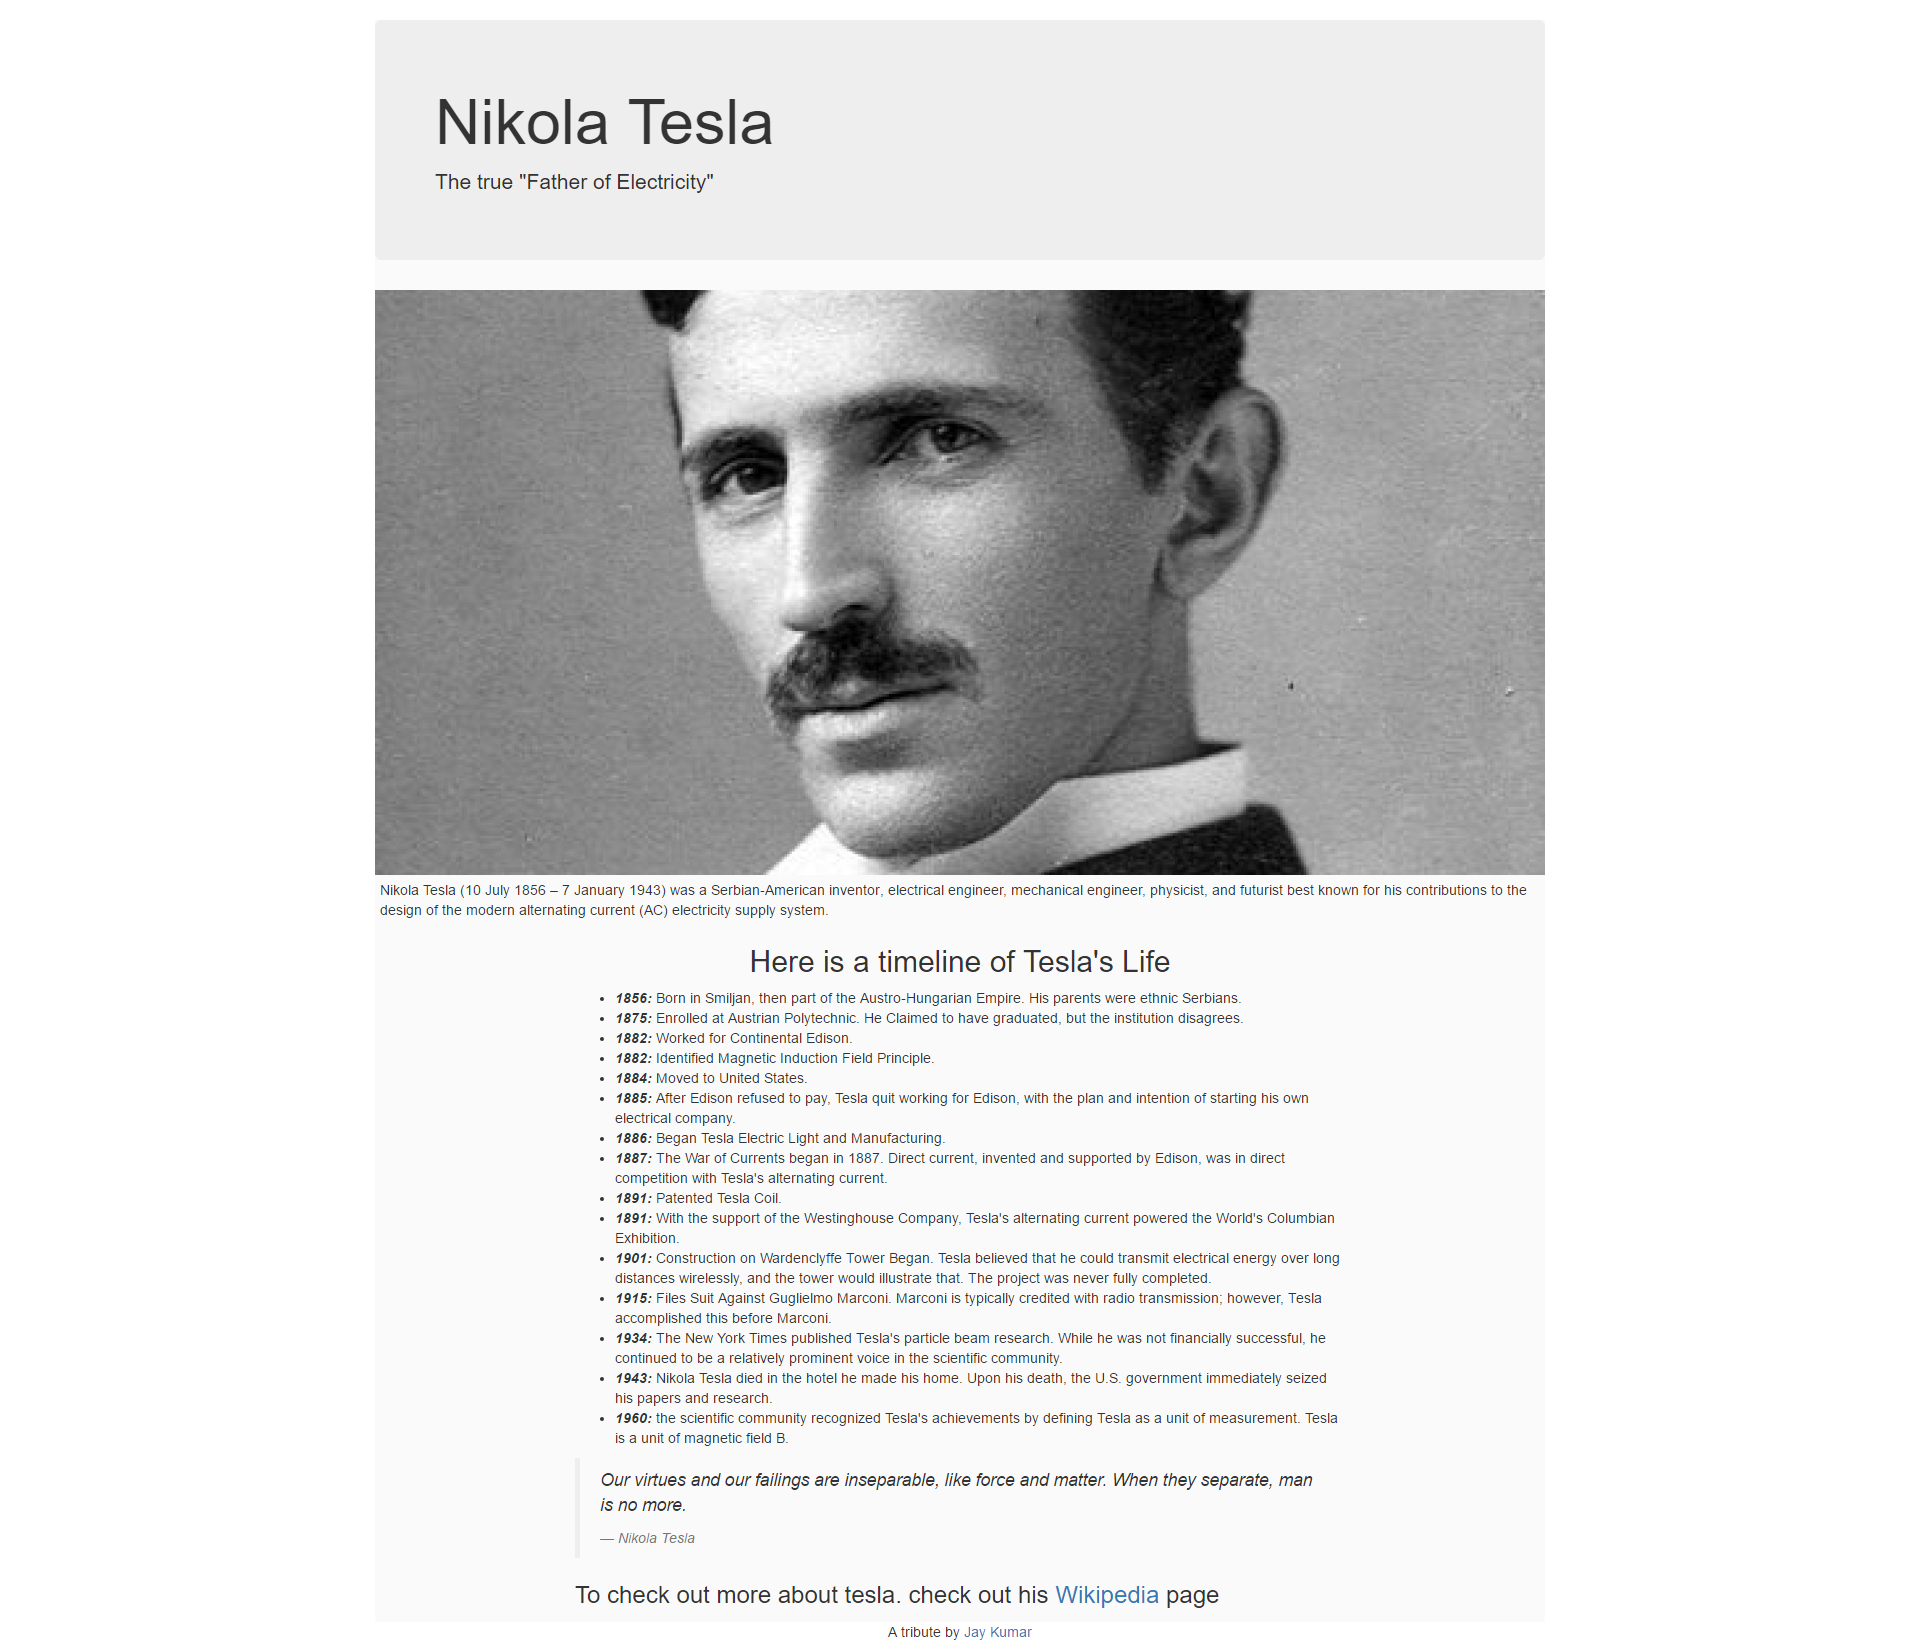 Nikola Tesla
The true "Father of Electricity"
Nikola Tesla (10 July 1856 – 7 January 1943) was a Serbian-American inventor, electrical engineer, mechanical engineer, physicist, and futurist best known for his contributions to the
design of the modern alternating current (AC) electricity supply system.
Here is a timeline of Tesla's Life
• 1856: Born in Smiljan, then part of the Austro-Hungarian Empire. His parents were ethnic Serbians.
• 1875: Enrolled at Austrian Polytechnic. He Claimed to have graduated, but the institution disagrees.
• 1882: Worked for Continental Edison.
• 1882: Identified Magnetic Induction Field Principle.
• 1884: Moved to United States.
• 1885: After Edison refused to pay, Tesla quit working for Edison, with the plan and intention of starting his own
electrical company.
• 1886: Began Tesla Electric Light and Manufacturing.
• 1887: The War of Currents began in 1887. Direct current, invented and supported by Edison, was in direct
competition with Tesla's alternating current.
• 1891: Patented Tesla Coil.
• 1891: With the support of the Westinghouse Company, Tesla's alternating current powered the World's Columbian
Exhibition.
• 1901: Construction on Wardenclyffe Tower Began. Tesla believed that he could transmit electrical energy over long
distances wirelessly, and the tower would illustrate that. The project was never fully completed.
• 1915: Files Suit Against Guglielmo Marconi. Marconi is typically credited with radio transmission; however, Tesla
accomplished this before Marconi.
• 1934: The New York Times published Tesla's particle beam research. While he was not financially successful, he
continued to be a relatively prominent voice in the scientific community.
• 1943: Nikola Tesla died in the hotel he made his home. Upon his death, the U.S. government immediately seized
his papers and research.
• 1960: the scientific community recognized Tesla's achievements by defining Tesla as a unit of measurement. Tesla
is a unit of magnetic field B.
Our virtues and our failings are inseparable, like force and matter. When they separate, man
is no more.
— Nikola Tesla
To check out more about tesla. check out his Wikipedia page
A tribute by Jay Kumar